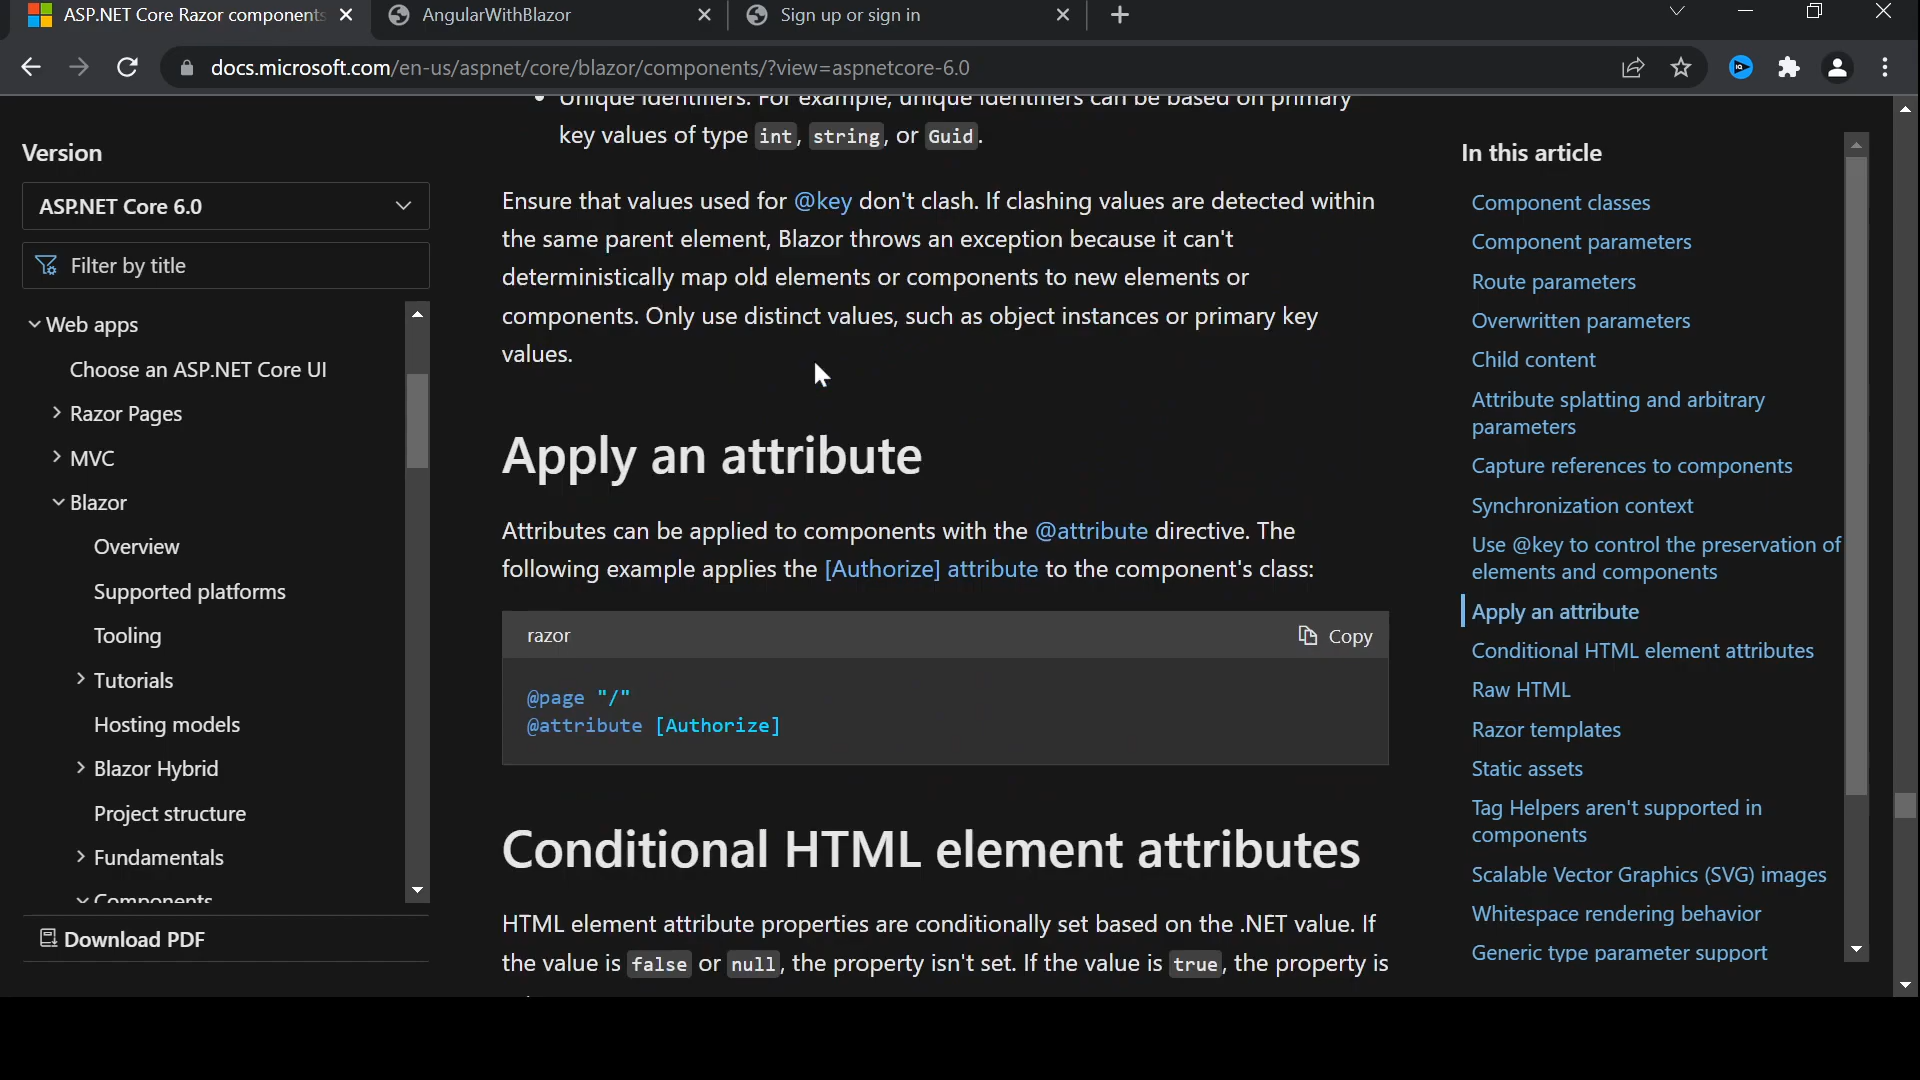 ASP.NET Core Razor components
AngularWithBlazor
Sign up or sign in
docs.microsoft.com/en-us/aspnet/core/blazor/components/?view=aspnetcore-6.0
Version
ASP.NET Core 6.0
Filter by title
Web apps
Choose an ASP.NET Core UI
Razor Pages
MVC
Blazor
Overview
Supported platforms
Tooling
Tutorials
Hosting models
Blazor Hybrid
Project structure
Fundamentals
Components
Download PDF
Unique identifiers. For example, unique identifiers can be based on primary
key values of type int, string, or Guid.
Ensure that values used for @key don't clash. If clashing values are detected within
the same parent element, Blazor throws an exception because it can't
deterministically map old elements or components to new elements or
components. Only use distinct values, such as object instances or primary key
values.
Apply an attribute
Attributes can be applied to components with the @attribute directive. The
following example applies the [Authorize] attribute to the component's class:
razor
Copy
@page "/"
@attribute [Authorize]
Conditional HTML element attributes
HTML element attribute properties are conditionally set based on the .NET value. If
the value is false or null, the property isn't set. If the value is true, the property is
In this article
Component classes
Component parameters
Route parameters
Overwritten parameters
Child content
Attribute splatting and arbitrary
parameters
Capture references to components
Synchronization context
Use @key to control the preservation of
elements and components
Apply an attribute
Conditional HTML element attributes
Raw HTML
Razor templates
Static assets
Tag Helpers aren't supported in
components
Scalable Vector Graphics (SVG) images
Whitespace rendering behavior
Generic type parameter support